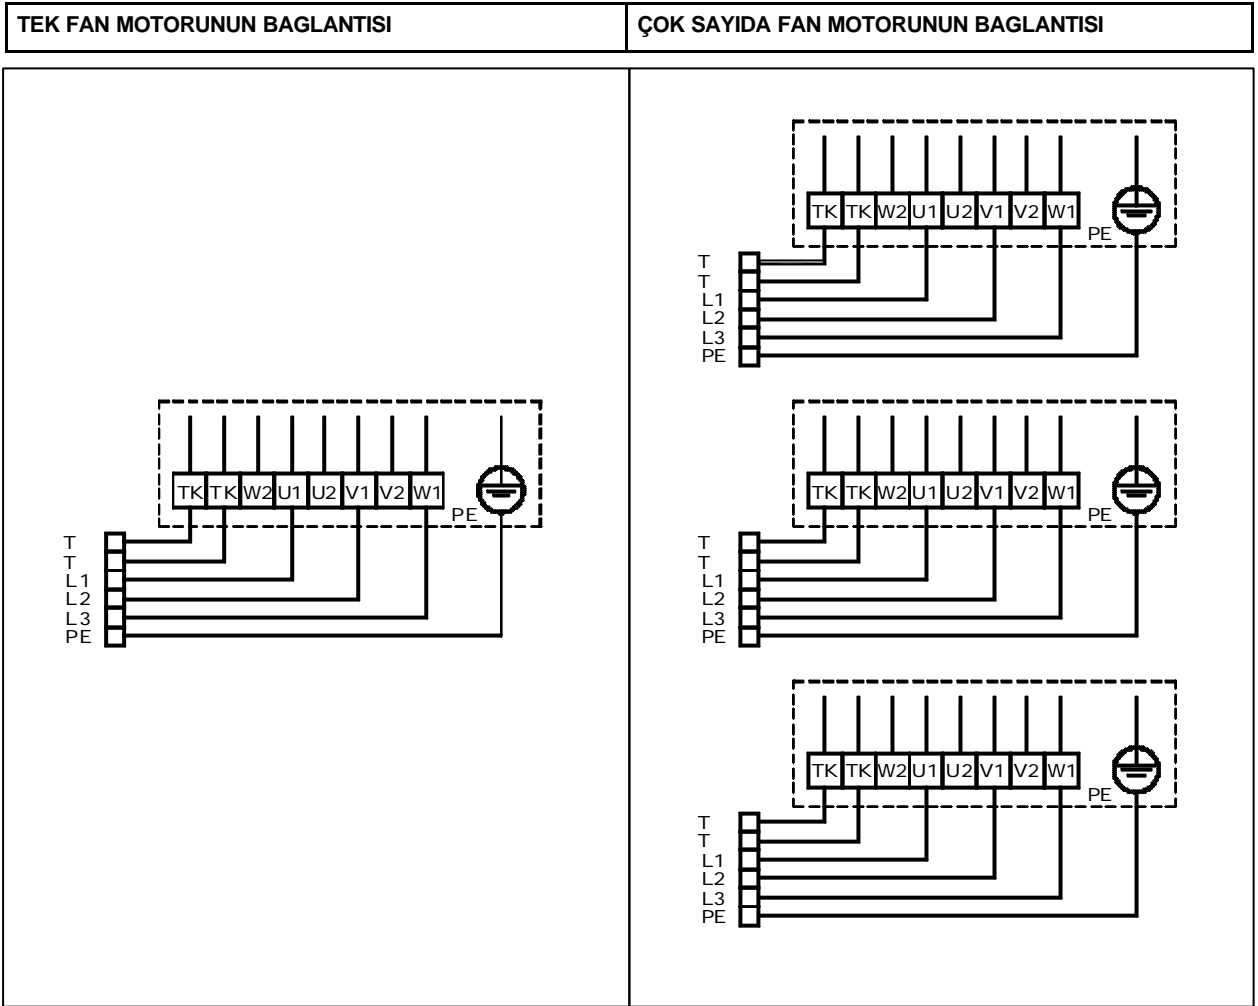 TEK FAN MOTORUNUN BAGLANTISI
ÇOK SAYIDA FAN MOTORUNUN BAGLANTISI
TK TK W2 U1 U2 V1 V2 W1
PE
T
T
L1
L2
L3
PE
TK TK W2 U1 U2 V1 V2 W1
PE
T
T
L1
L2
L3
PE
TK TK W2 U1 U2 V1 V2 W1
PE
T
T
L1
L2
L3
PE
TK TK W2 U1 U2 V1 V2 W1
PE
T
T
L1
L2
L3
PE